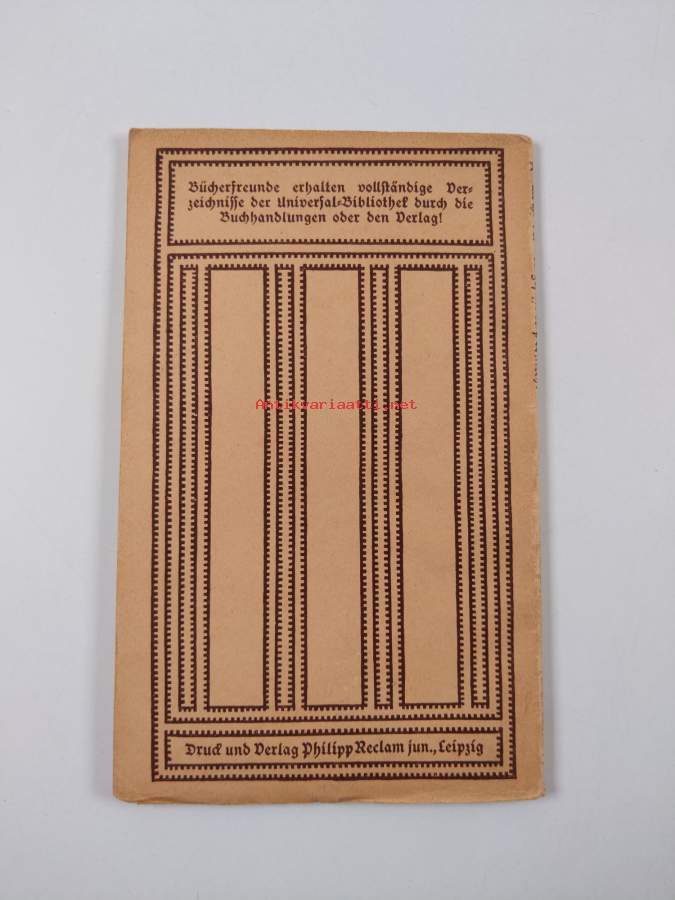 Bücherfreunde erhalten vollständige Ver-
zeichnisse der Universal-Bibliothek durch die
Buchhandlungen oder den Verlag!
Antikvariaatti.net
Druck und Verlag Philipp Reclam jun., Leipzig